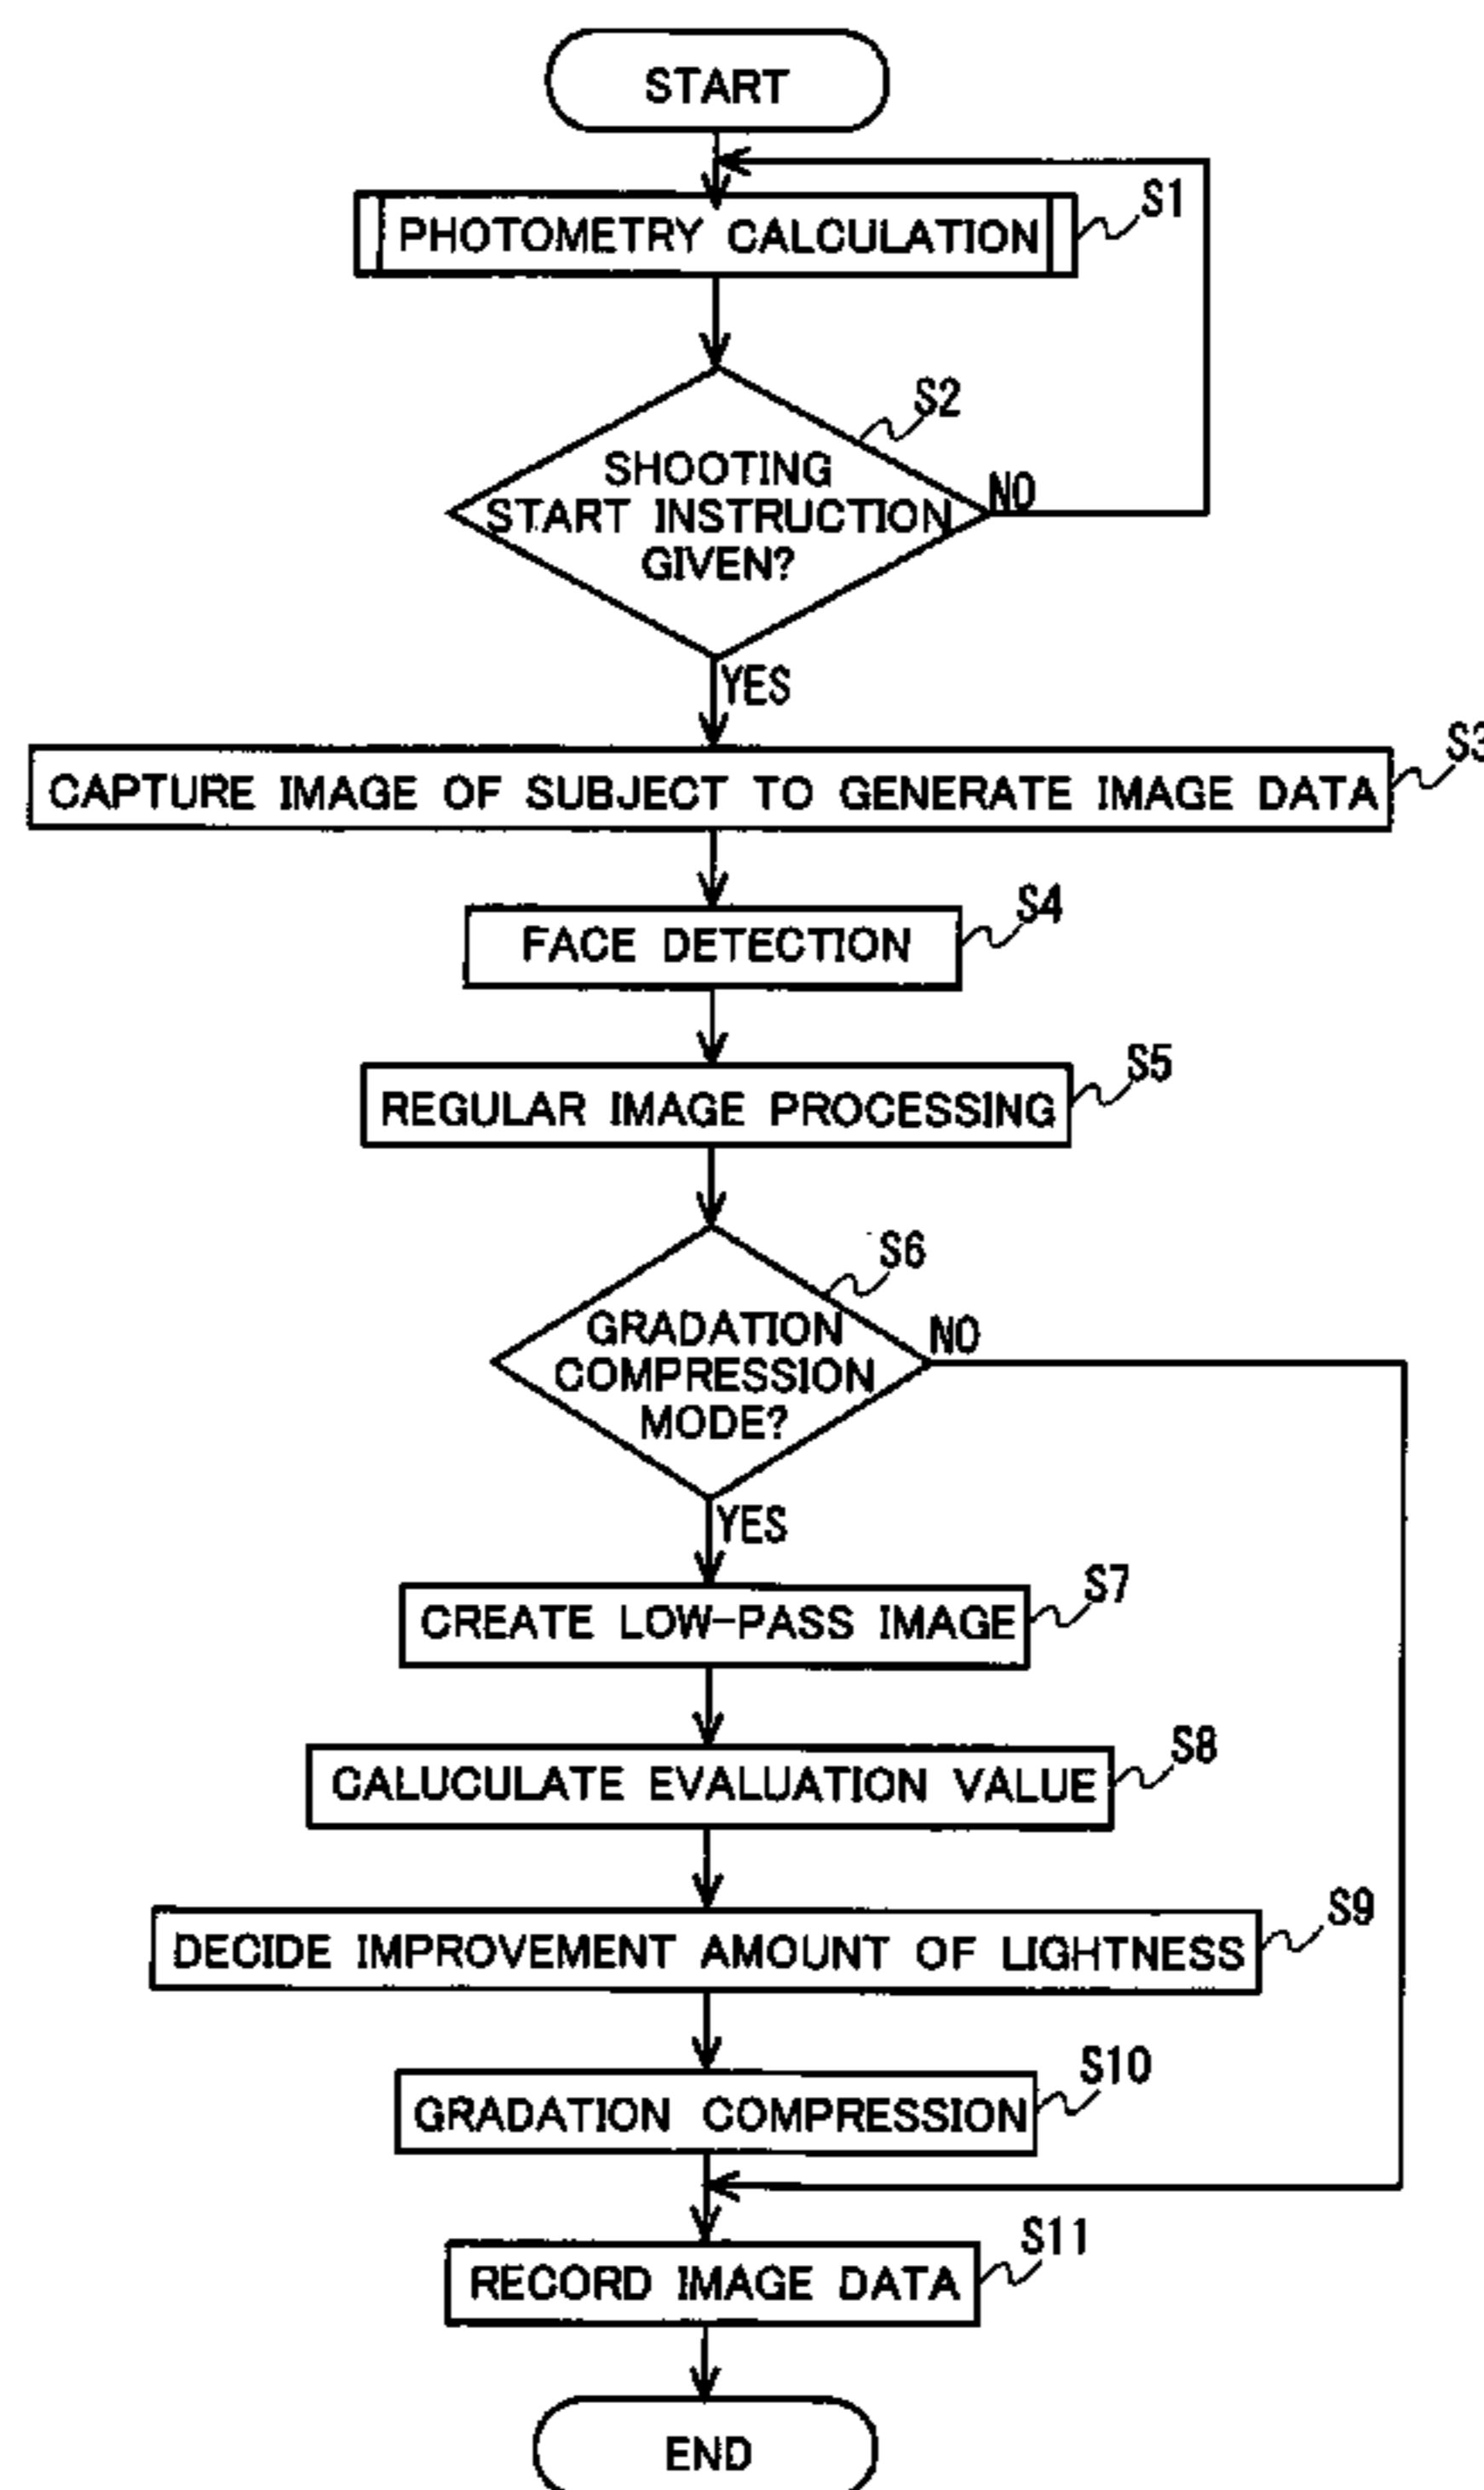 START
PHOTOMETRY CALCULATION
S1
S2
SHOOTING
START INSTRUCTION
GIVEN?
NO
YES
S3
CAPTURE IMAGE OF SUBJECT TO GENERATE IMAGE DATA
S4
FACE DETECTION
S5
REGULAR IMAGE PROCESSING
S6
GRADATION
COMPRESSION
MODE?
NO
YES
S7
CREATE LOW-PASS IMAGE
S8
CALUCULATE EVALUATION VALUE
S9
DECIDE IMPROVEMENT AMOUNT OF LIGHTNESS
S10
GRADATION COMPRESSION
S11
RECORD IMAGE DATA
END